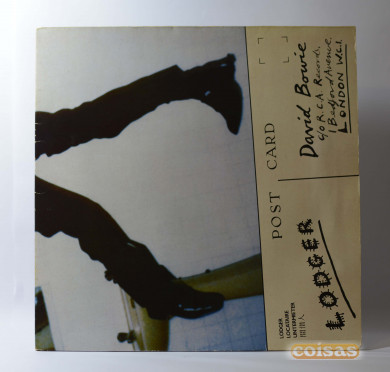 POST CARD
David Bowie
c/o R.C.A. Records,
1 Bedford Avenue,
LONDON W.C.1.
LODGER
LODGER
LOCATAIRE
UNTERMIETER
間借人
coisas